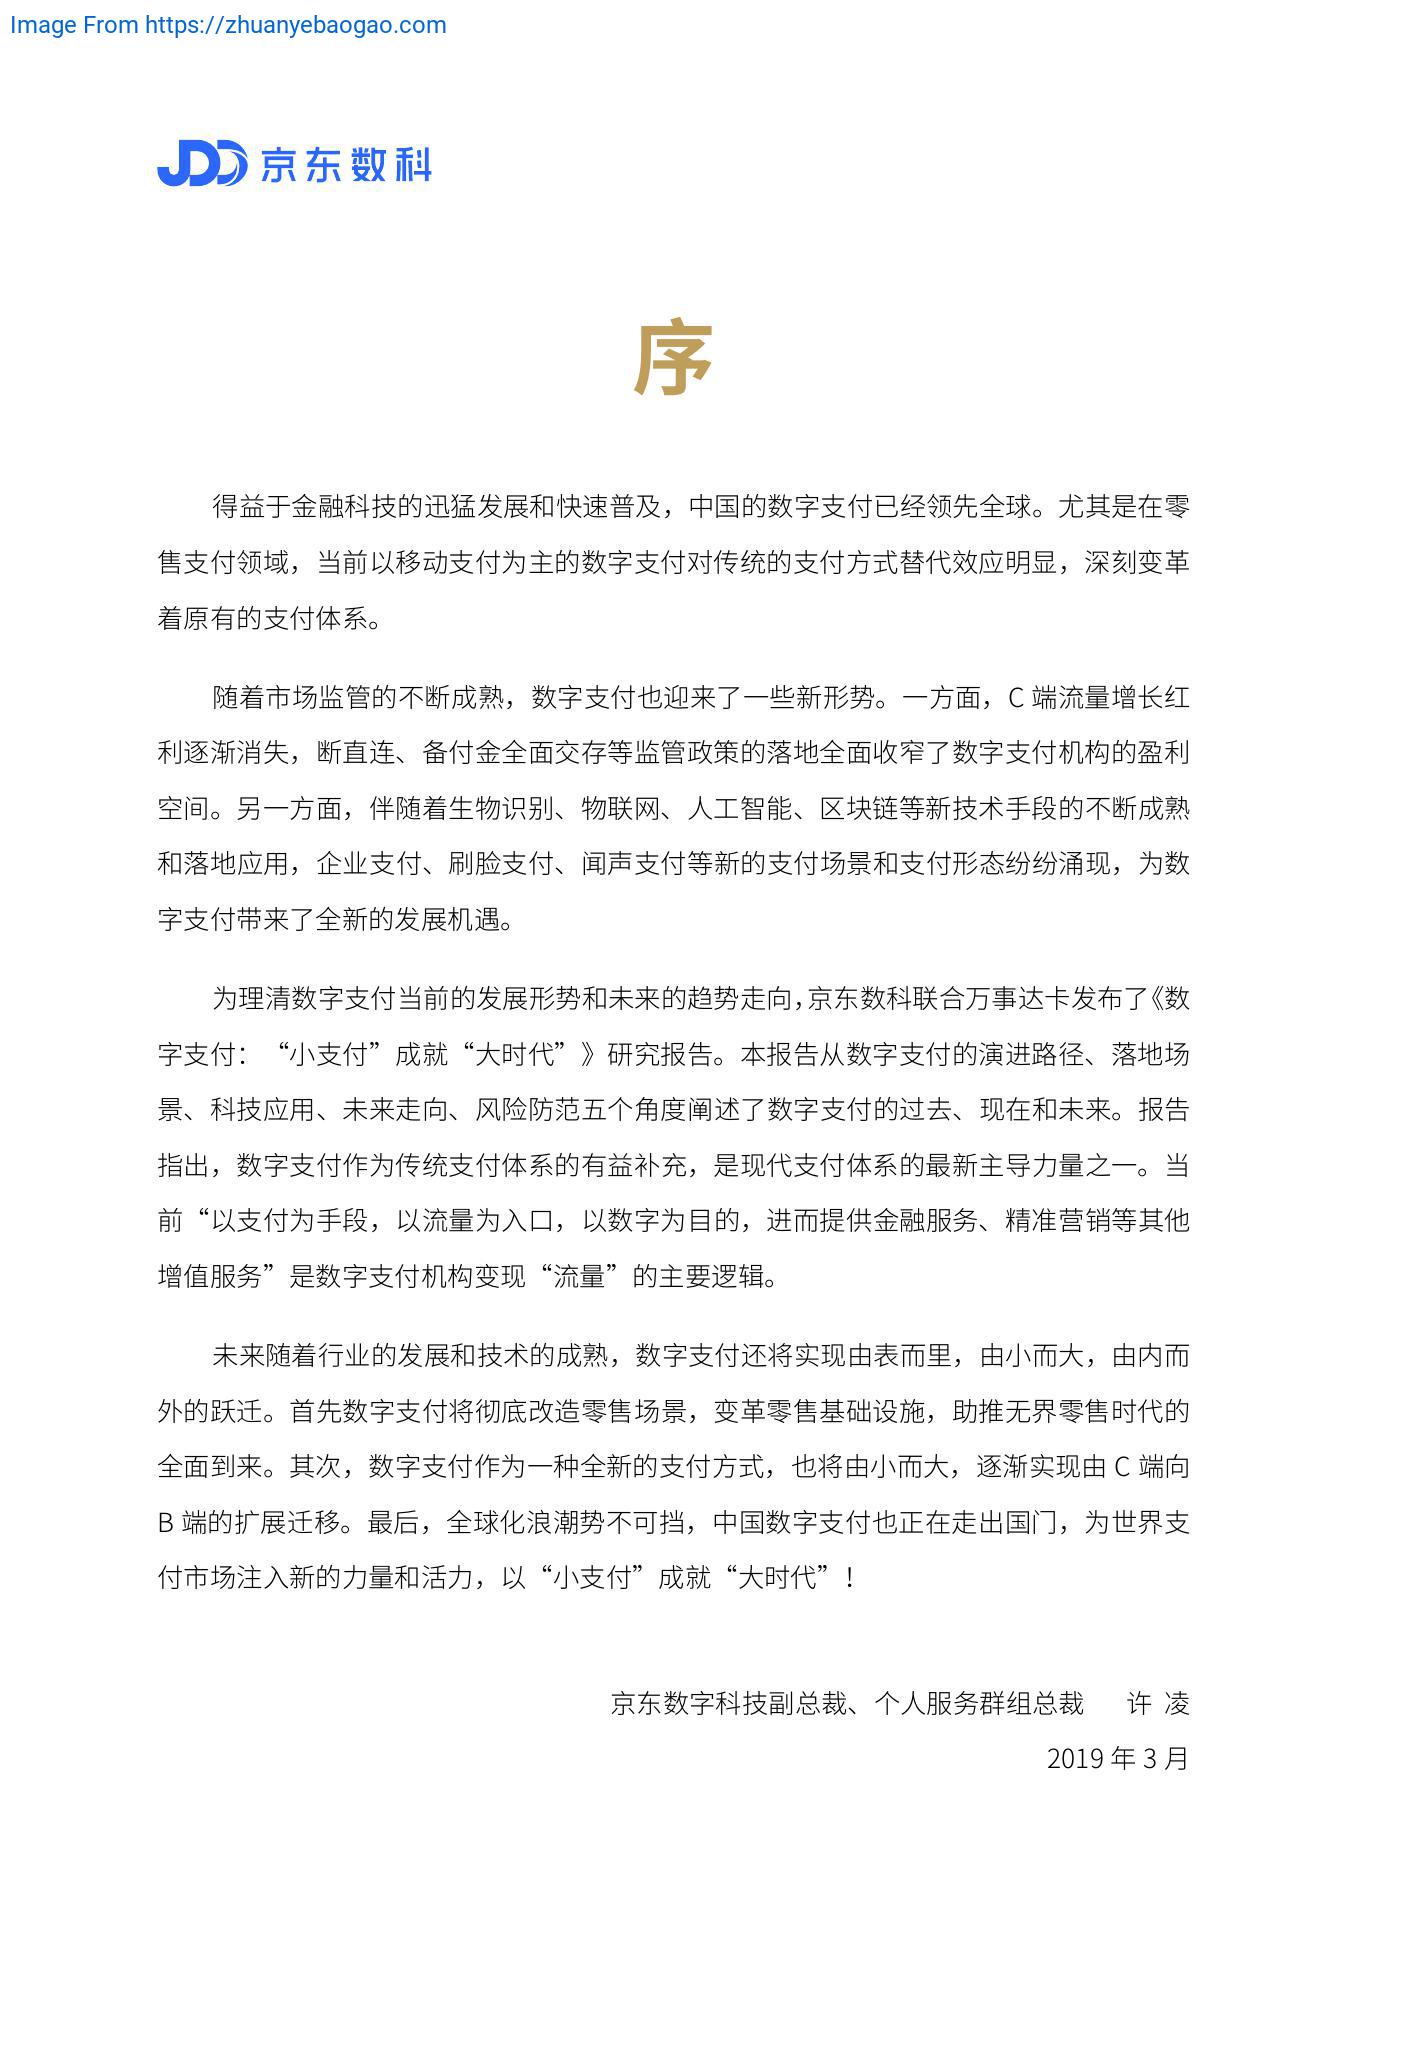 Image From https://zhuanyebaogao.com
JDD 京东数科
序
得益于金融科技的迅猛发展和快速普及，中国的数字支付已经领先全球。尤其是在零
售支付领域，当前以移动支付为主的数字支付对传统的支付方式替代效应明显，深刻变革
着原有的支付体系。
随着市场监管的不断成熟，数字支付也迎来了一些新形势。一方面，C 端流量增长红
利逐渐消失，断直连、备付金全面交存等监管政策的落地全面收窄了数字支付机构的盈利
空间。另一方面，伴随着生物识别、物联网、人工智能、区块链等新技术手段的不断成熟
和落地应用，企业支付、刷脸支付、闻声支付等新的支付场景和支付形态纷纷涌现，为数
字支付带来了全新的发展机遇。
为理清数字支付当前的发展形势和未来的趋势走向，京东数科联合万事达卡发布了《数
字支付：“小支付”成就“大时代”》研究报告。本报告从数字支付的演进路径、落地场
景、科技应用、未来走向、风险防范五个角度阐述了数字支付的过去、现在和未来。报告
指出，数字支付作为传统支付体系的有益补充，是现代支付体系的最新主导力量之一。当
前“以支付为手段，以流量为入口，以数字为目的，进而提供金融服务、精准营销等其他
增值服务”是数字支付机构变现“流量”的主要逻辑。
未来随着行业的发展和技术的成熟，数字支付还将实现由表而里，由小而大，由内而
外的跃迁。首先数字支付将彻底改造零售场景，变革零售基础设施，助推无界零售时代的
全面到来。其次，数字支付作为一种全新的支付方式，也将由小而大，逐渐实现由 C 端向
B 端的扩展迁移。最后，全球化浪潮势不可挡，中国数字支付也正在走出国门，为世界支
付市场注入新的力量和活力，以“小支付”成就“大时代”！
京东数字科技副总裁、个人服务群组总裁 许 凌
2019 年 3 月